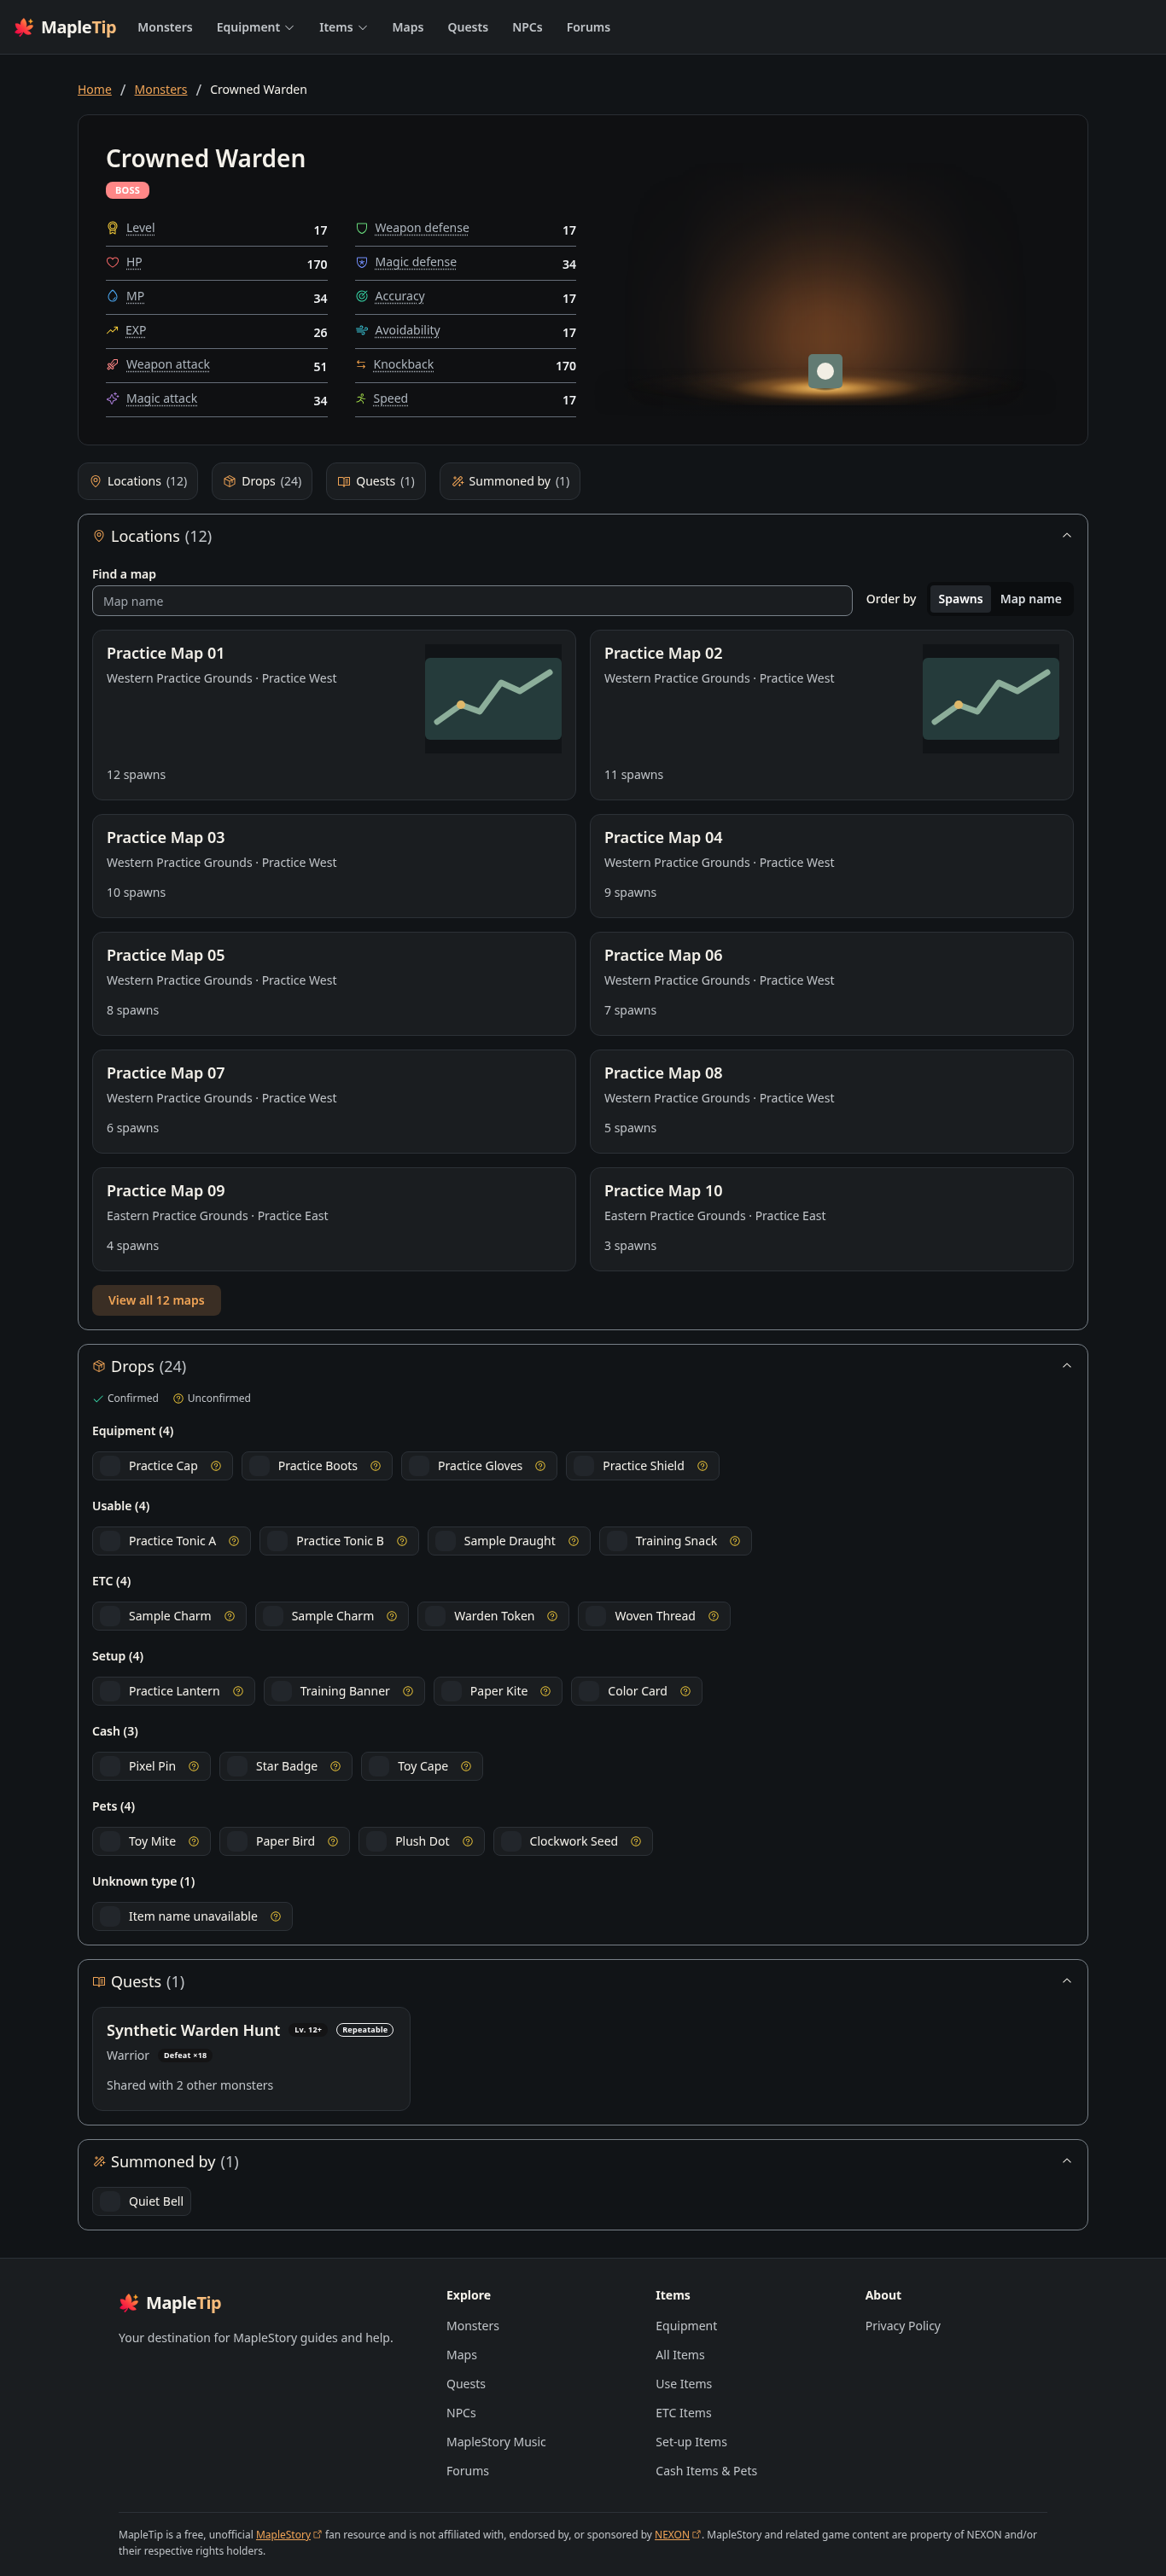 MapleTip Monsters Equipment Items Maps Quests NPCs Forums
Home / Monsters / Crowned Warden
Crowned Warden
BOSS
Level 17 Weapon defense 17
HP 170 Magic defense 34
MP 34 Accuracy 17
EXP 26 Avoidability 17
Weapon attack 51 Knockback 170
Magic attack 34 Speed 17
Locations (12) Drops (24) Quests (1) Summoned by (1)
Locations (12)
Find a map
Map name Order by Spawns Map name
Practice Map 01 Practice Map 02
Western Practice Grounds · Practice West Western Practice Grounds · Practice West
12 spawns 11 spawns
Practice Map 03 Practice Map 04
Western Practice Grounds · Practice West Western Practice Grounds · Practice West
10 spawns 9 spawns
Practice Map 05 Practice Map 06
Western Practice Grounds · Practice West Western Practice Grounds · Practice West
8 spawns 7 spawns
Practice Map 07 Practice Map 08
Western Practice Grounds · Practice West Western Practice Grounds · Practice West
6 spawns 5 spawns
Practice Map 09 Practice Map 10
Eastern Practice Grounds · Practice East Eastern Practice Grounds · Practice East
4 spawns 3 spawns
View all 12 maps
Drops (24)
Confirmed Unconfirmed
Equipment (4)
Practice Cap Practice Boots Practice Gloves Practice Shield
Usable (4)
Practice Tonic A Practice Tonic B Sample Draught Training Snack
ETC (4)
Sample Charm Sample Charm Warden Token Woven Thread
Setup (4)
Practice Lantern Training Banner Paper Kite Color Card
Cash (3)
Pixel Pin Star Badge Toy Cape
Pets (4)
Toy Mite Paper Bird Plush Dot Clockwork Seed
Unknown type (1)
Item name unavailable
Quests (1)
Synthetic Warden Hunt Lv. 12+ Repeatable
Warrior Defeat ×18
Shared with 2 other monsters
Summoned by (1)
Quiet Bell
MapleTip
Your destination for MapleStory guides and help.
Explore
Monsters
Maps
Quests
NPCs
MapleStory Music
Forums
Items
Equipment
All Items
Use Items
ETC Items
Set-up Items
Cash Items & Pets
About
Privacy Policy
MapleTip is a free, unofficial MapleStory fan resource and is not affiliated with, endorsed by, or sponsored by NEXON. MapleStory and related game content are property of NEXON and/or
their respective rights holders.